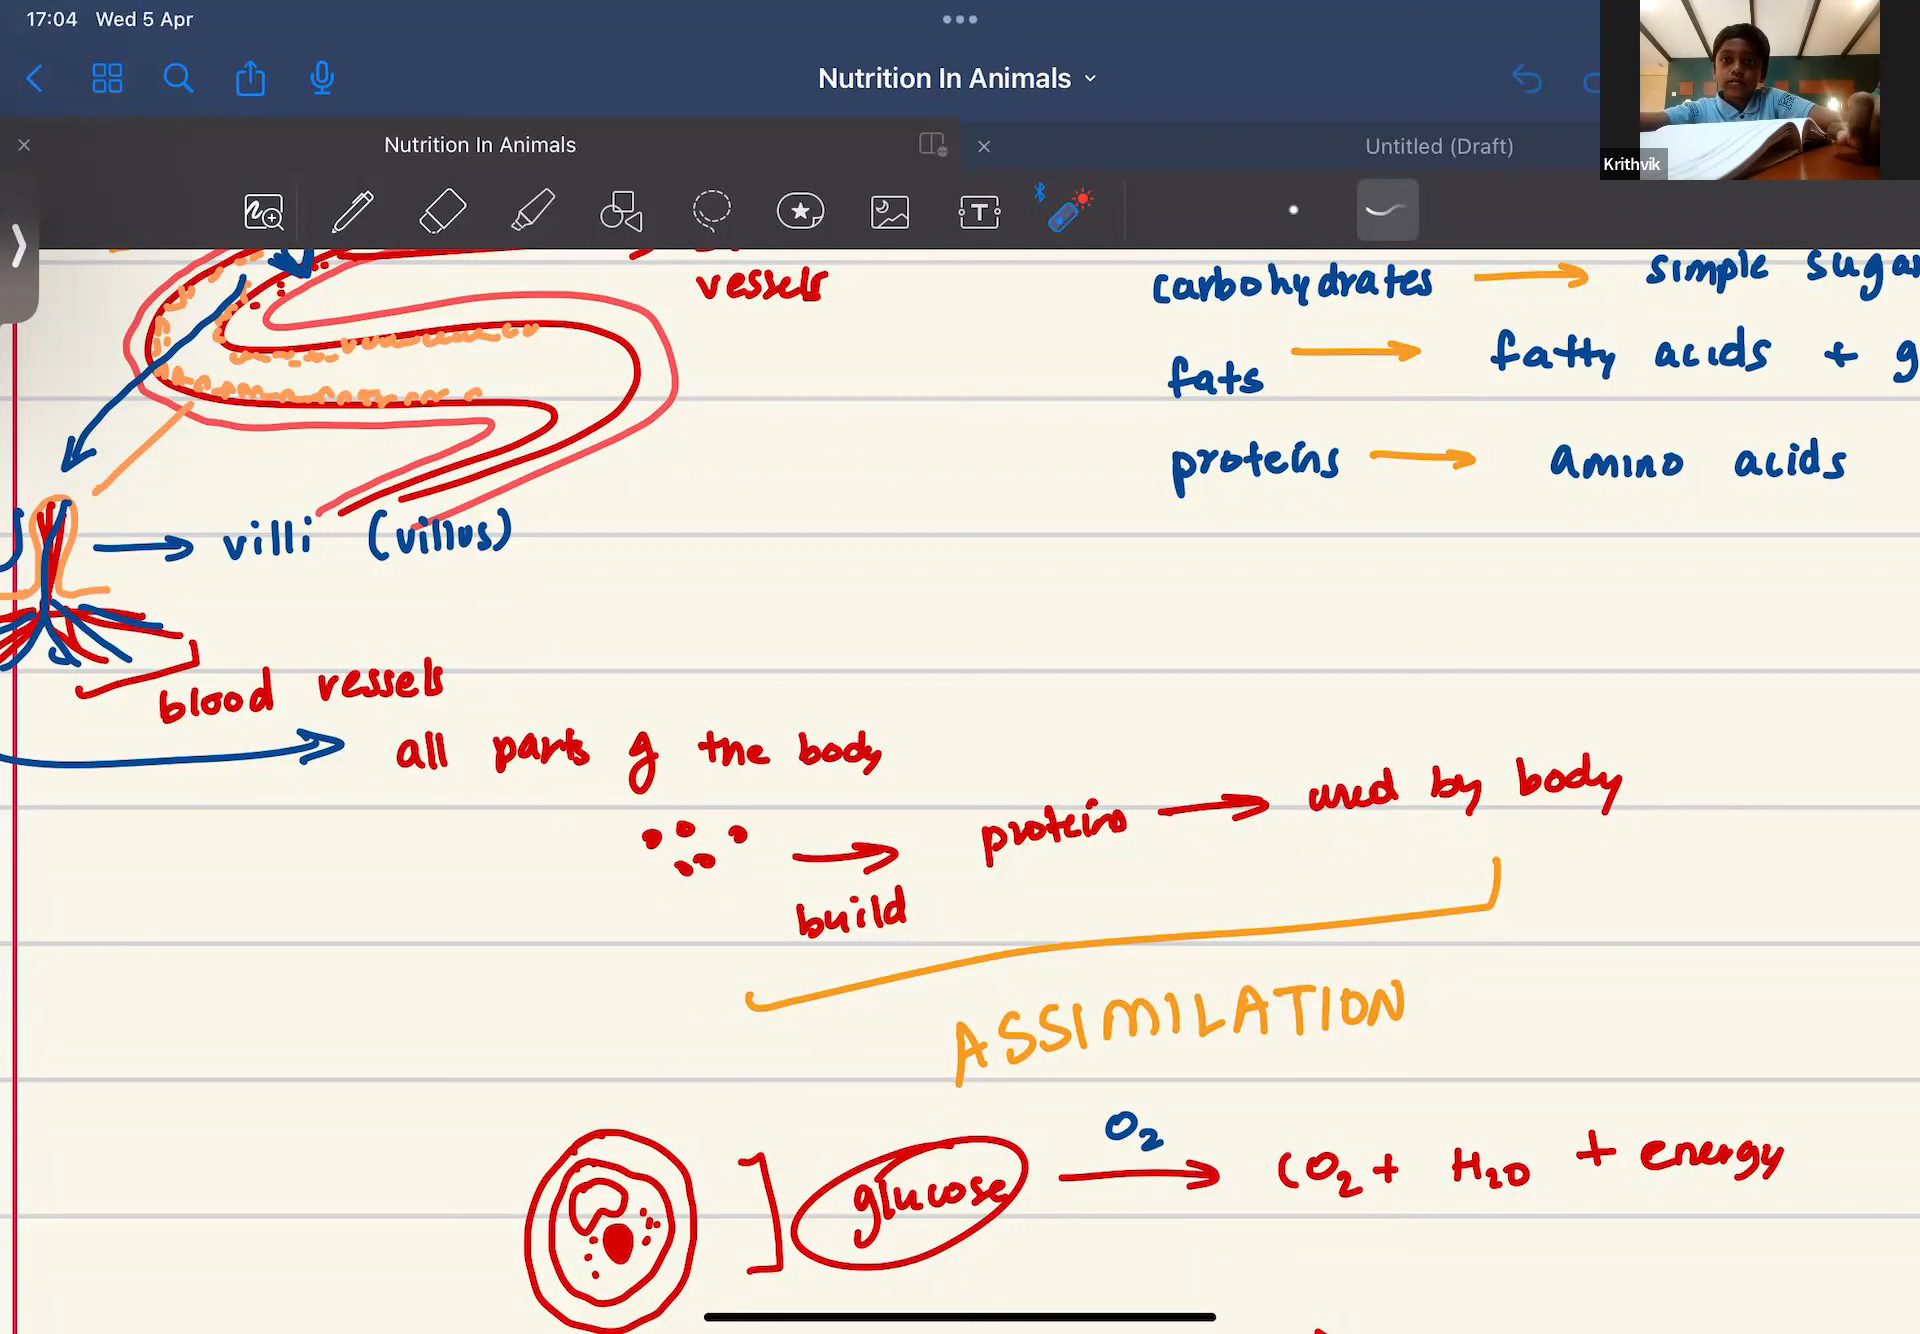 17:04 Wed 5 Apr
Nutrition In Animals
Krithvik
Nutrition In Animals
Untitled (Draft)
vessels
carbohydrates → simple sugar
fats → fatty acids + g
proteins → amino acids
→ villi (villus)
blood vessels
→ all parts of the body
→ proteins → used by body
build
ASSIMILATION
O2
glucose → CO2 + H2O + energy